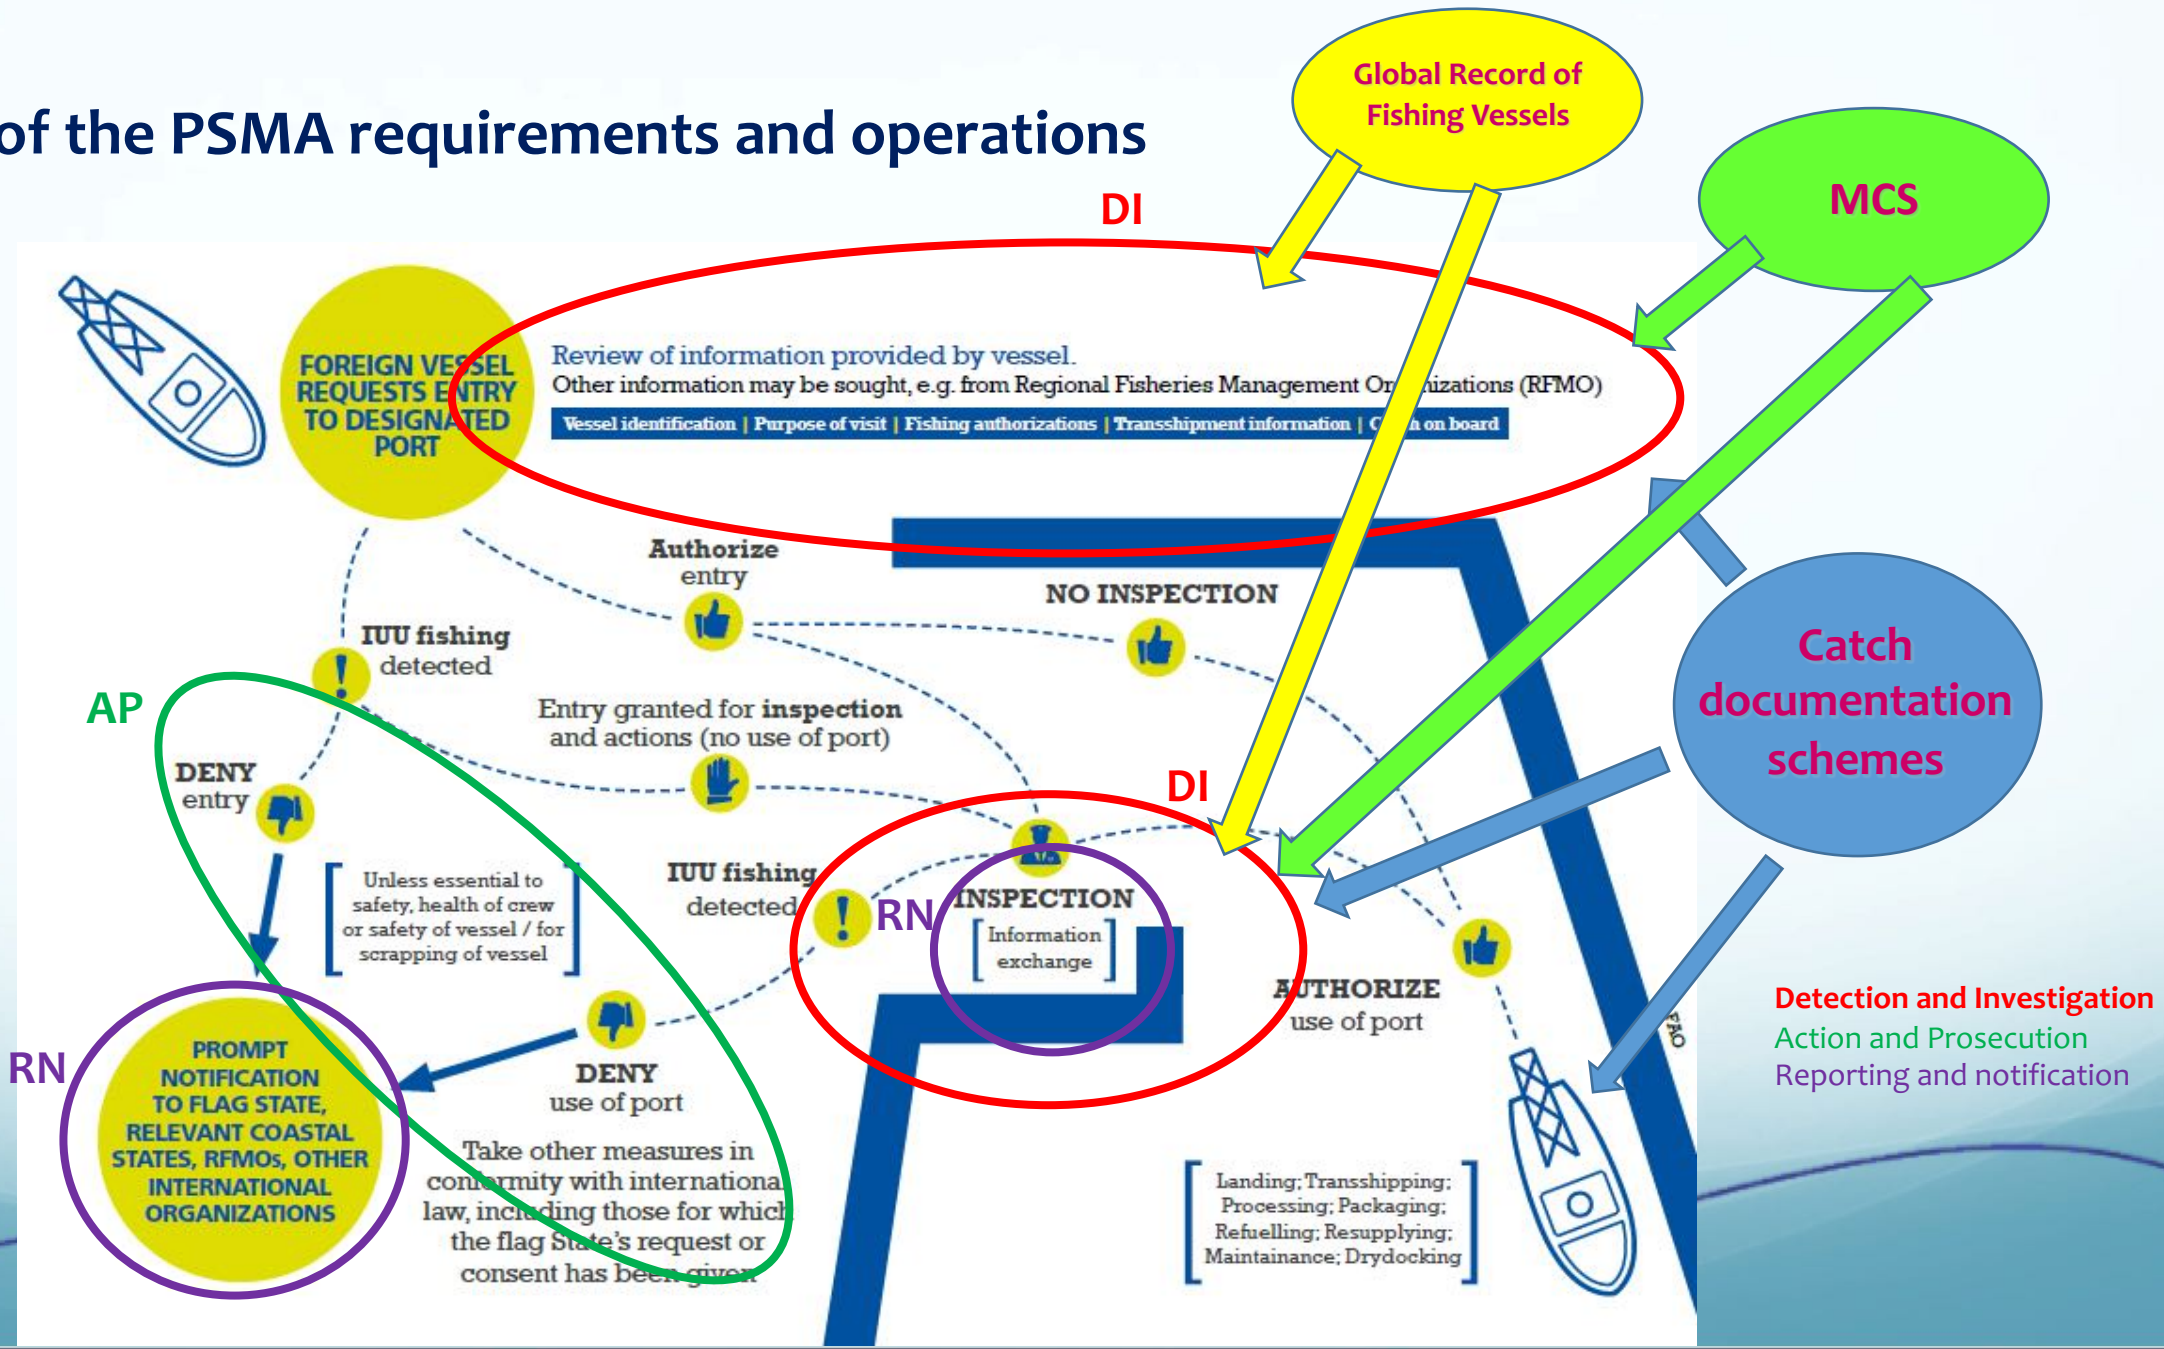 of the PSMA requirements and operations
Global Record of
Fishing Vessels
MCS
DI
FOREIGN VESSEL
REQUESTS ENTRY
TO DESIGNATED
PORT
Review of information provided by vessel.
Other information may be sought, e.g. from Regional Fisheries Management Organizations (RFMO)
Vessel identification | Purpose of visit | Fishing authorizations | Transshipment information | Catch on board
Authorize
entry
NO INSPECTION
IUU fishing
detected
Catch
documentation
schemes
AP
Entry granted for inspection
and actions (no use of port)
DENY
entry
DI
Unless essential to
safety, health of crew
or safety of vessel / for
scrapping of vessel
IUU fishing
detected
RN
INSPECTION
Information
exchange
AUTHORIZE
use of port
FAO
Detection and Investigation
Action and Prosecution
Reporting and notification
RN
PROMPT
NOTIFICATION
TO FLAG STATE,
RELEVANT COASTAL
STATES, RFMOs, OTHER
INTERNATIONAL
ORGANIZATIONS
DENY
use of port
Take other measures in
conformity with international
law, including those for which
the flag State's request or
consent has been given
Landing; Transshipping;
Processing; Packaging;
Refuelling; Resupplying;
Maintainance; Drydocking